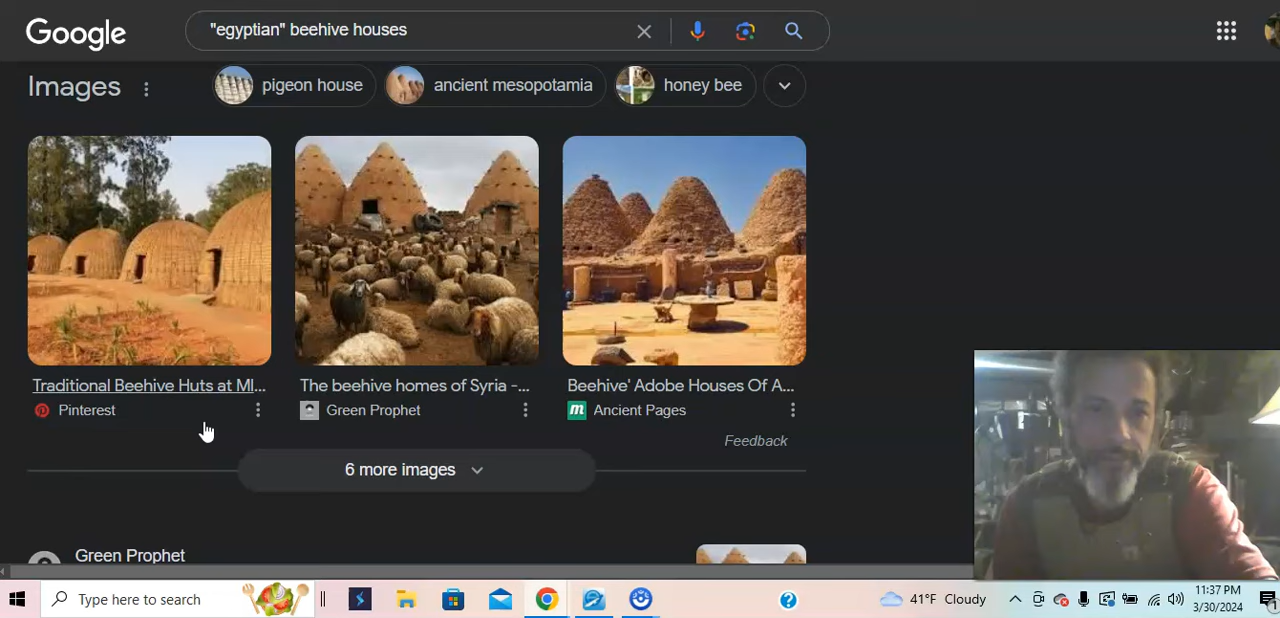 Google
"egyptian" beehive houses
Images
pigeon house
ancient mesopotamia
honey bee
Traditional Beehive Huts at Ml...
Pinterest
The beehive homes of Syria -...
Green Prophet
Beehive' Adobe Houses Of A...
Ancient Pages
Feedback
6 more images
Green Prophet
Type here to search
41°F Cloudy
11:37 PM
3/30/2024